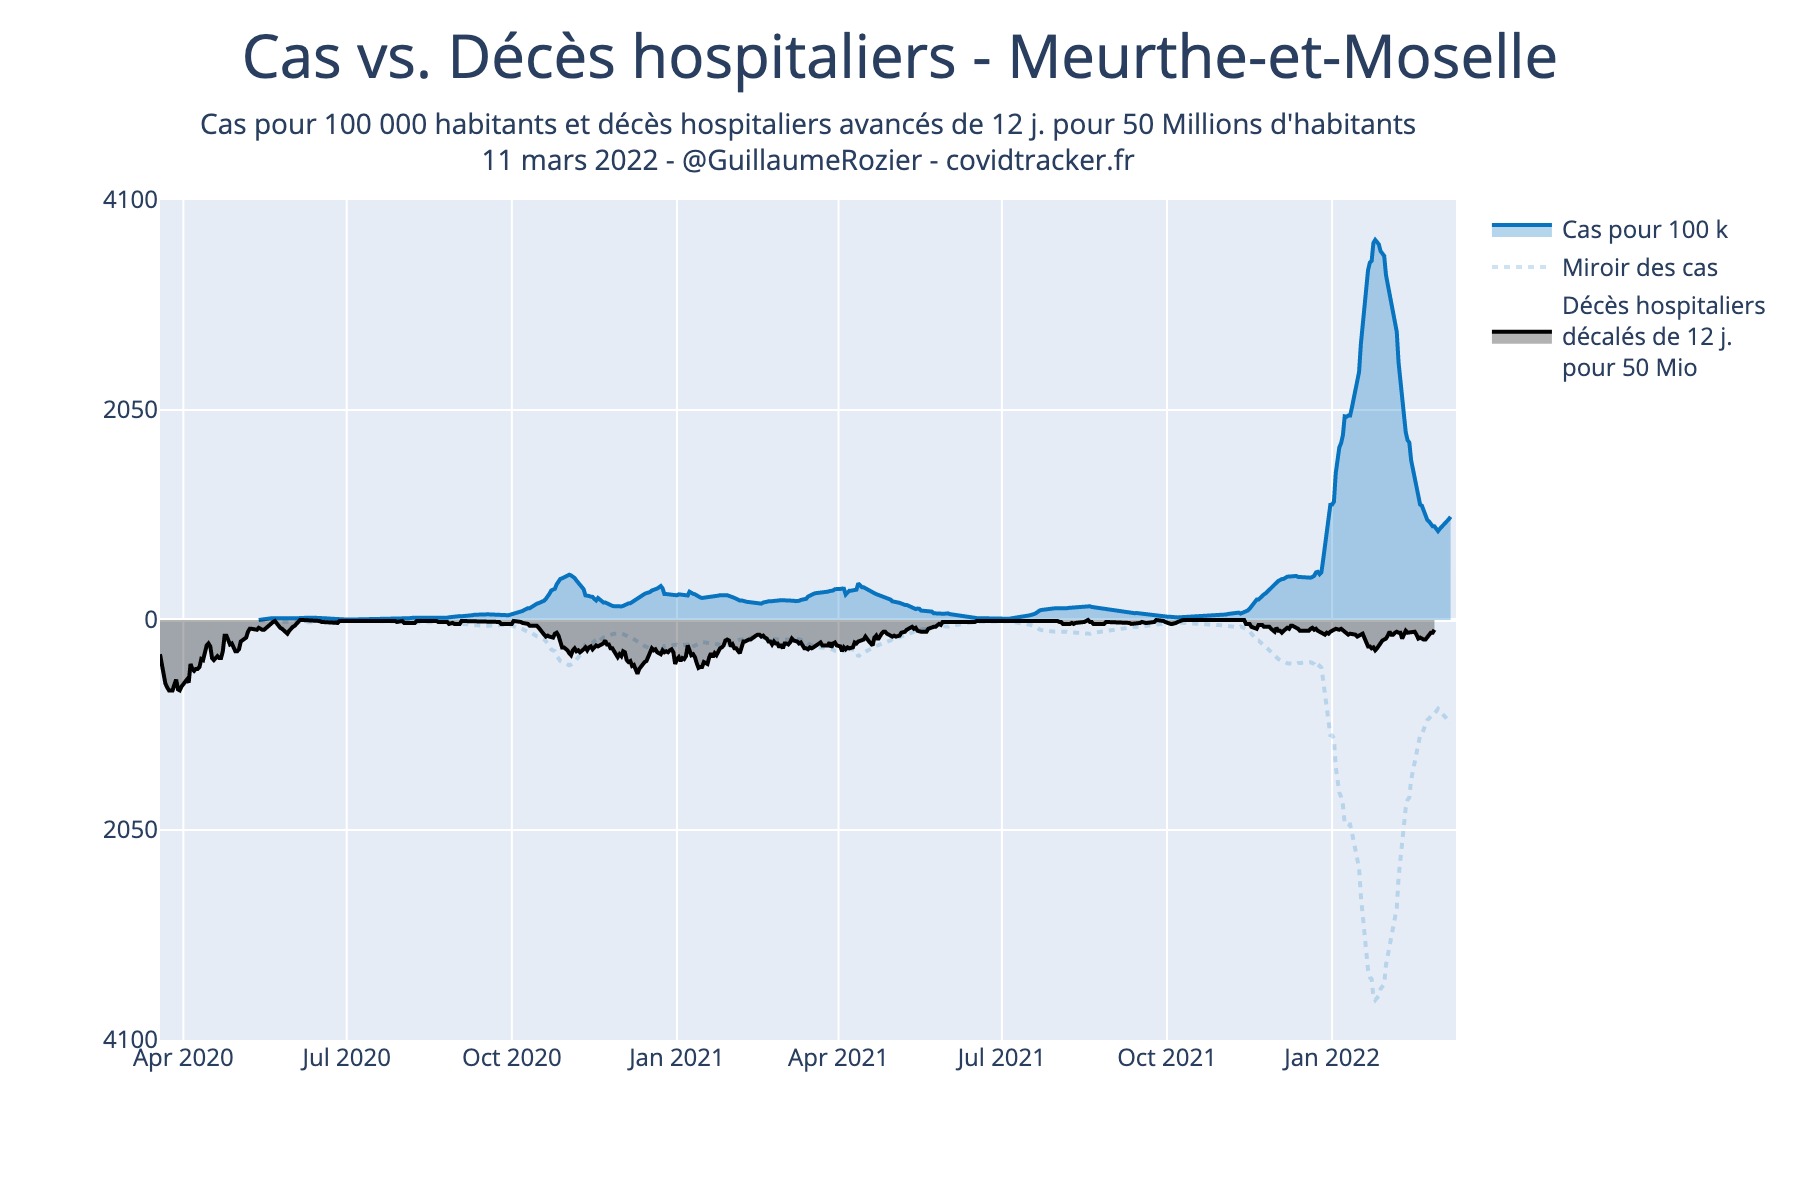 Cas vs. Décès hospitaliers - Meurthe-et-Moselle
Cas pour 100 000 habitants et décès hospitaliers avancés de 12 j. pour 50 Millions d'habitants
11 mars 2022 - @GuillaumeRozier - covidtracker.fr
4100
2050
0
2050
4100
Apr 2020
Jul 2020
Oct 2020
Jan 2021
Apr 2021
Jul 2021
Oct 2021
Jan 2022
Cas pour 100 k
Miroir des cas
Décès hospitaliers
décalés de 12 j.
pour 50 Mio